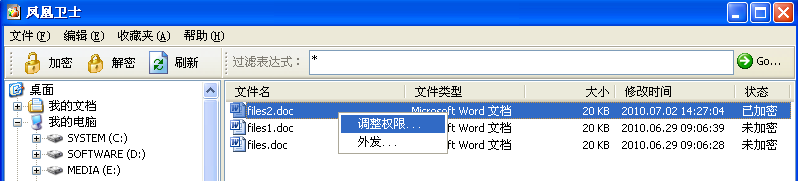 凤凰卫士
文件(F) 编辑(E) 收藏夹(A) 帮助(H)
加密 解密 刷新 过滤表达式： * Go...
桌面
我的文档
我的电脑
SYSTEM (C:)
SOFTWARE (D:)
MEDIA (E:)
文件名 文件类型 大小 修改时间 状态
files2.doc Microsoft Word 文档 20 KB 2010.07.02 14:27:04 已加密
files1.doc Word 文档 20 KB 2010.06.29 09:06:39 未加密
files.doc Word 文档 20 KB 2010.06.29 09:06:28 未加密
调整权限...
外发...